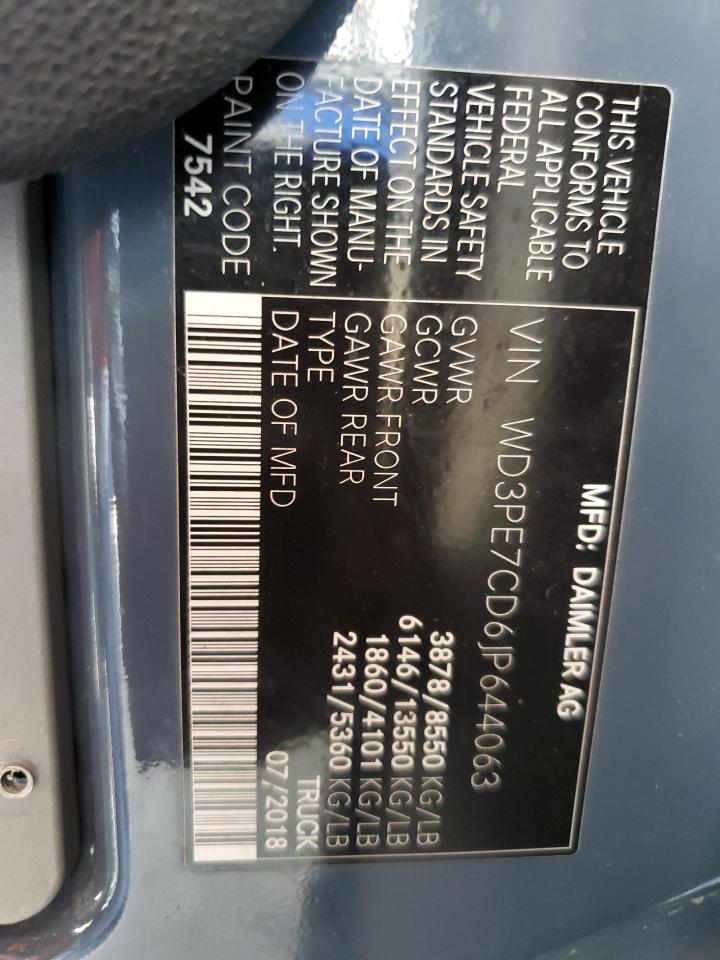 THIS VEHICLE
CONFORMS TO
ALL APPLICABLE
FEDERAL
VEHICLE SAFETY
STANDARDS IN
EFFECT ON THE
DATE OF MANU-
FACTURE SHOWN
ON THE RIGHT.
PAINT CODE
7542
MFD: DAIMLER AG
VIN WD3PE7CD6JP644063
GVWR 3878/8550 KG/LB
GCWR 6146/13550 KG/LB
GAWR FRONT 1860/4101 KG/LB
GAWR REAR 2431/5360 KG/LB
TYPE TRUCK
DATE OF MFD 07/2018